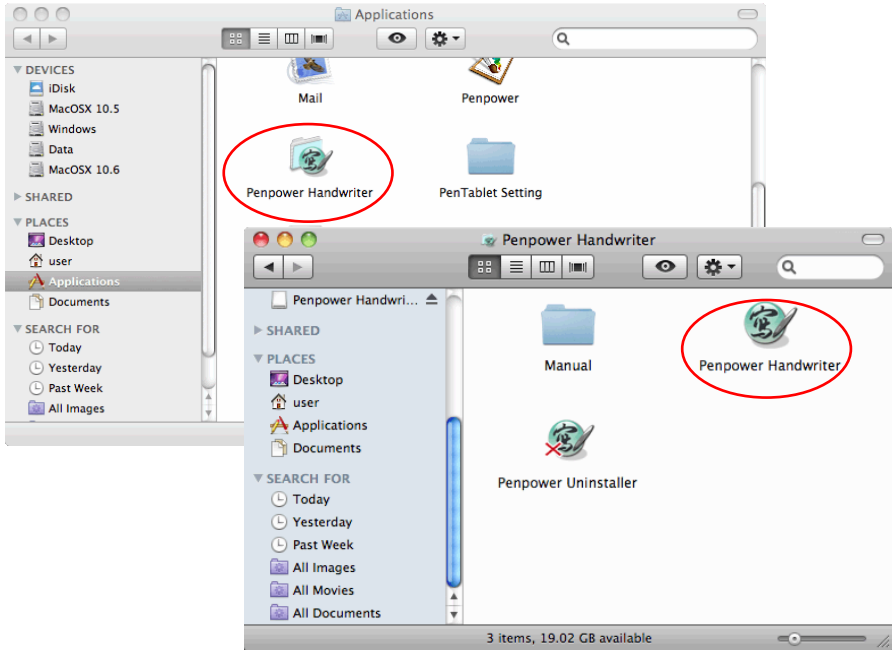 Applications
DEVICES
iDisk
MacOSX 10.5
Windows
Data
MacOSX 10.6
SHARED
PLACES
Desktop
user
Applications
Documents
SEARCH FOR
Today
Yesterday
Past Week
All Images
Mail
Penpower
写
Penpower Handwriter
PenTablet Setting
Penpower Handwriter
Penpower Handwri...
SHARED
PLACES
Desktop
user
Applications
Documents
SEARCH FOR
Today
Yesterday
Past Week
All Images
All Movies
All Documents
Manual
写
Penpower Handwriter
写
Penpower Uninstaller
3 items, 19.02 GB available